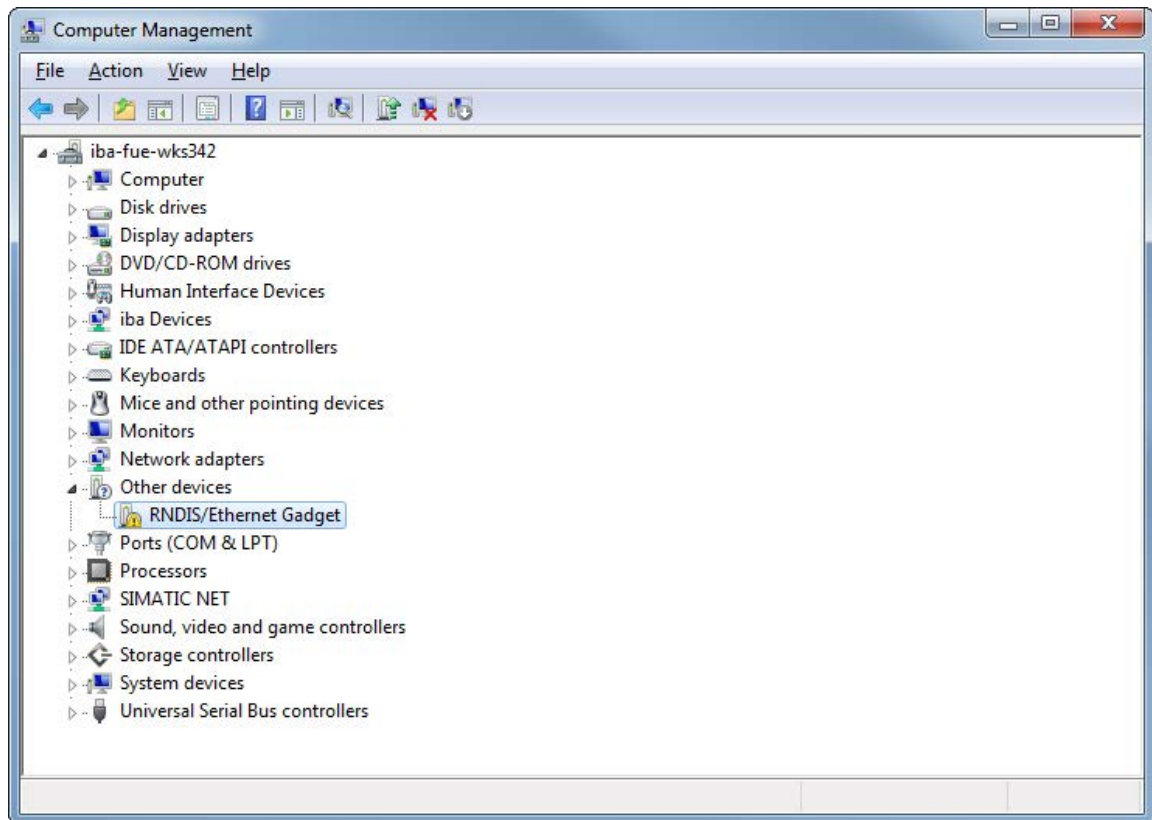 Computer Management
File Action View Help
iba-fue-wks342
Computer
Disk drives
Display adapters
DVD/CD-ROM drives
Human Interface Devices
iba Devices
IDE ATA/ATAPI controllers
Keyboards
Mice and other pointing devices
Monitors
Network adapters
Other devices
RNDIS/Ethernet Gadget
Ports (COM & LPT)
Processors
SIMATIC NET
Sound, video and game controllers
Storage controllers
System devices
Universal Serial Bus controllers